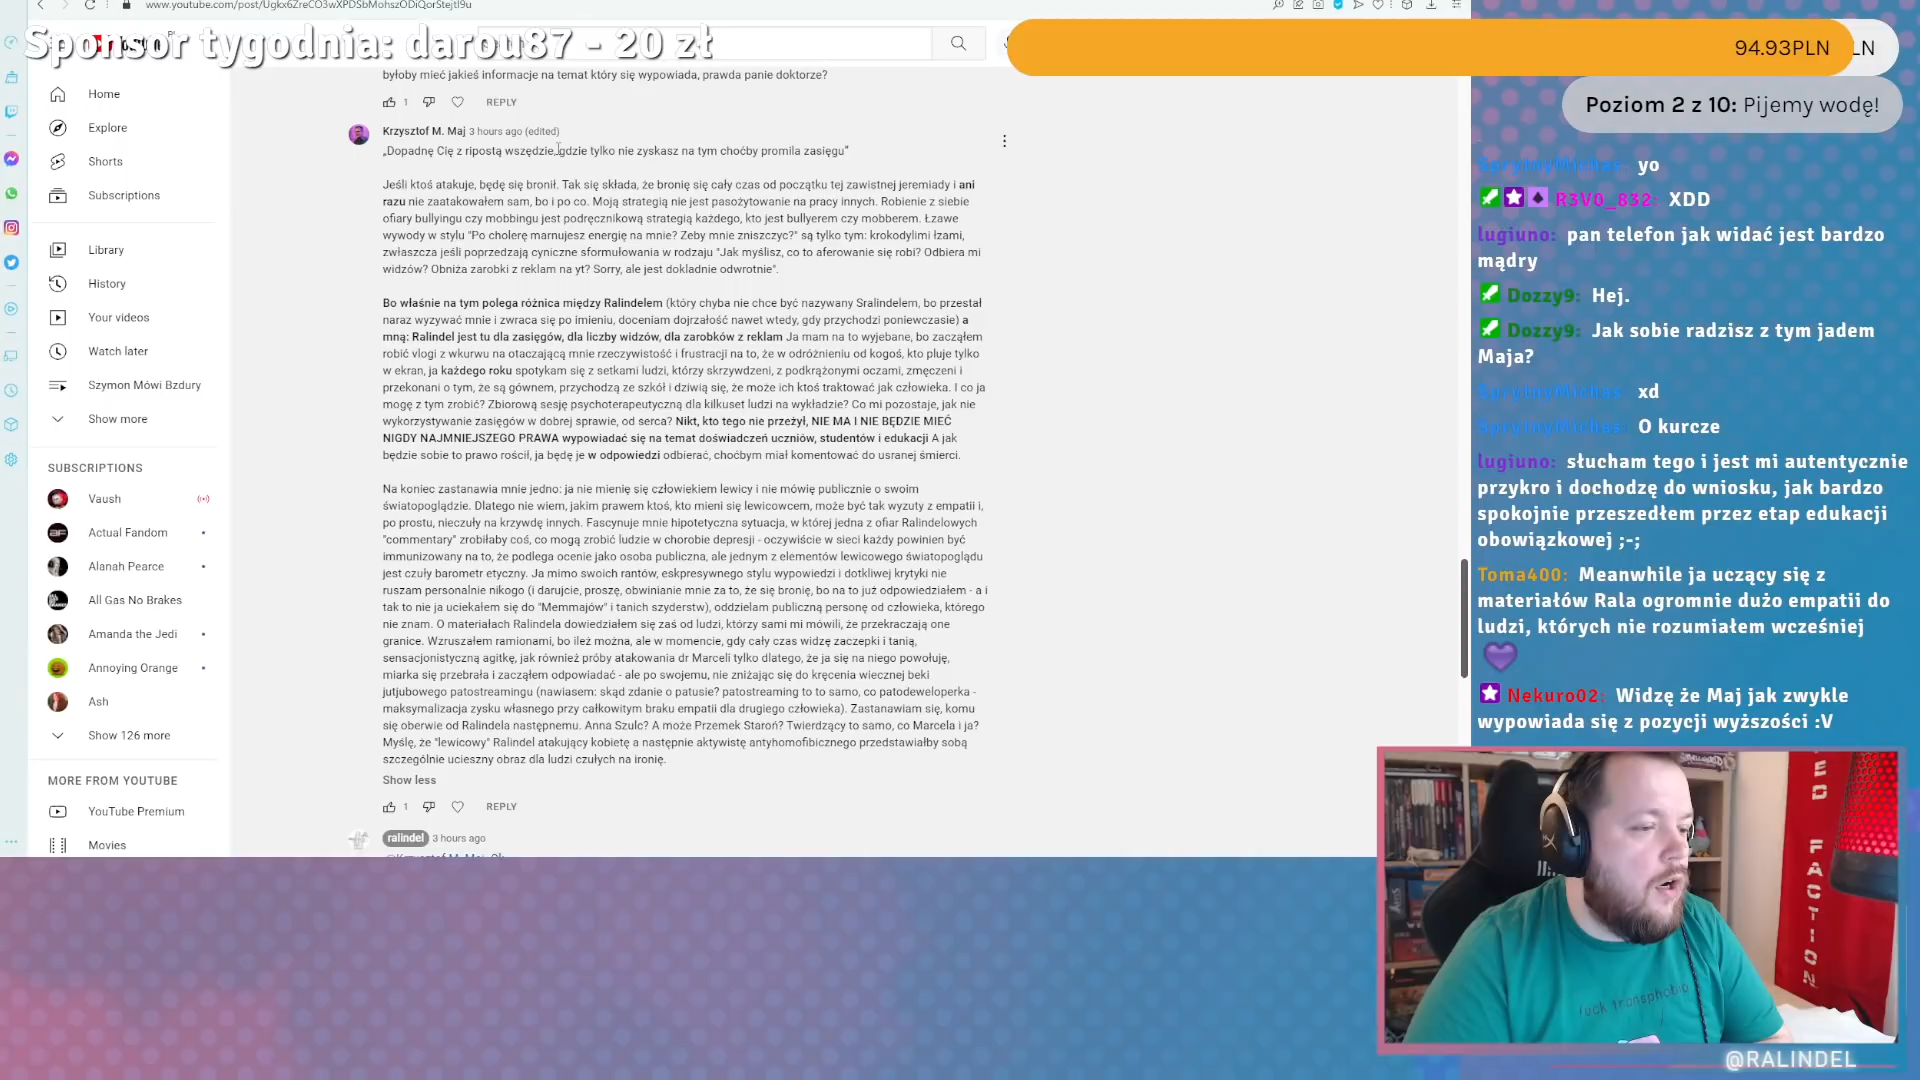 www.youtube.com/post/Ugkx6ZreCO3wXPDSbMohszODiQorStejtI9u
Sponsor tygodnia: darou87 - 20 zł
94.93PLN
LN
Poziom 2 z 10: Pijemy wodę!
Home
Explore
Shorts
Subscriptions
Library
History
Your videos
Watch later
Szymon Mówi Bzdury
Show more
SUBSCRIPTIONS
Vaush
Actual Fandom
Alanah Pearce
All Gas No Brakes
Amanda the Jedi
Annoying Orange
Ash
Show 126 more
MORE FROM YOUTUBE
YouTube Premium
Movies
byłoby mieć jakieś informacje na temat który się wypowiada, prawda panie doktorze?
1 REPLY
Krzysztof M. Maj 3 hours ago (edited)
„Dopadnę Cię z ripostą wszędzie,gdzie tylko nie zyskasz na tym choćby promila zasięgu"
Jeśli ktoś atakuje, będę się bronił. Tak się składa, że bronię się cały czas od początku tej zawistnej jeremiady i ani
razu nie zaatakowałem sam, bo i po co. Moją strategią nie jest pasożytowanie na pracy innych. Robienie z siebie
ofiary bullyingu czy mobbingu jest podręcznikową strategią każdego, kto jest bullyerem czy mobberem. Łzawe
wywody w stylu "Po cholerę marnujesz energię na mnie? Zeby mnie zniszczyc?" są tylko tym: krokodylimi łzami,
zwłaszcza jeśli poprzedzają cyniczne sformułowania w rodzaju "Jak myślisz, co to aferowanie się robi? Odbiera mi
widzów? Obniża zarobki z reklam na yt? Sorry, ale jest dokladnie odwrotnie".
Bo właśnie na tym polega różnica między Ralindelem (który chyba nie chce być nazywany Sralindelem, bo przestał
naraz wyzywać mnie i zwraca się po imieniu, doceniam dojrzałość nawet wtedy, gdy przychodzi poniewczasie) a
mną: Ralindel jest tu dla zasięgów, dla liczby widzów, dla zarobków z reklam Ja mam na to wyjebane, bo zacząłem
robić vlogi z wkurwu na otaczającą mnie rzeczywistość i frustracji na to, że w odróżnieniu od kogoś, kto pluje tylko
w ekran, ja każdego roku spotykam się z setkami ludzi, którzy skrzywdzeni, z podkrążonymi oczami, zmęczeni i
przekonani o tym, że są gównem, przychodzą ze szkół i dziwią się, że może ich ktoś traktować jak człowieka. I co ja
mogę z tym zrobić? Zbiorową sesję psychoterapeutyczną dla kilkuset ludzi na wykładzie? Co mi pozostaje, jak nie
wykorzystywanie zasięgów w dobrej sprawie, od serca? Nikt, kto tego nie przeżył, NIE MA I NIE BĘDZIE MIEĆ
NIGDY NAJMNIEJSZEGO PRAWA wypowiadać się na temat doświadczeń uczniów, studentów i edukacji A jak
będzie sobie to prawo rościł, ja będę je w odpowiedzi odbierać, choćbym miał komentować do usranej śmierci.
Na koniec zastanawia mnie jedno: ja nie mienię się człowiekiem lewicy i nie mówię publicznie o swoim
światopoglądzie. Dlatego nie wiem, jakim prawem ktoś, kto mieni się lewicowcem, może być tak wyzuty z empatii i,
po prostu, nieczuły na krzywdę innych. Fascynuje mnie hipotetyczna sytuacja, w której jedna z ofiar Ralindelowych
"commentary" zrobiłaby coś, co mogą zrobić ludzie w chorobie depresji - oczywiście w sieci każdy powinien być
immunizowany na to, że podlega ocenie jako osoba publiczna, ale jednym z elementów lewicowego światopoglądu
jest czuły barometr etyczny. Ja mimo swoich rantów, eskpresywnego stylu wypowiedzi i dotkliwej krytyki nie
ruszam personalnie nikogo (i darujcie, proszę, obwinianie mnie za to, że się bronię, bo na to już odpowiedziałem - a i
tak to nie ja uciekałem się do "Memmajów" i tanich szyderstw), oddzielam publiczną personę od człowieka, którego
nie znam. O materiałach Ralindela dowiedziałem się zaś od ludzi, którzy sami mi mówili, że przekraczają one
granice. Wzruszałem ramionami, bo ileż można, ale w momencie, gdy cały czas widzę zaczepki i tanią,
sensacjonistyczną agitkę, jak również próby atakowania dr Marceli tylko dlatego, że ja się na niego powołuję,
miarka się przebrała i zacząłem odpowiadać - ale po swojemu, nie zniżając się do kręcenia wiecznej beki
jutjubowego patostreamingu (nawiasem: skąd zdanie o patusie? patostreaming to to samo, co patodeweloperka -
maksymalizacja zysku własnego przy całkowitym braku empatii dla drugiego człowieka). Zastanawiam się, komu
się oberwie od Ralindela następnemu. Anna Szulc? A może Przemek Staroń? Twierdzący to samo, co Marcela i ja?
Myślę, że "lewicowy" Ralindel atakujący kobietę a następnie aktywistę antyhomofibicznego przedstawiałby sobą
szczególnie ucieszny obraz dla ludzi czułych na ironię.
Show less
1 REPLY
ralindel 3 hours ago
@Krzysztof M. Maj Ok
SprytnyMichas: yo
R3V0_832: XDD
lugiuno: pan telefon jak widać jest bardzo
mądry
Dozzy9: Hej.
Dozzy9: Jak sobie radzisz z tym jadem
Maja?
SprytnyMichas: xd
SprytnyMichas: O kurcze
lugiuno: słucham tego i jest mi autentycznie
przykro i dochodzę do wniosku, jak bardzo
spokojnie przeszedłem przez etap edukacji
obowiązkowej ;-;
Toma400: Meanwhile ja uczący się z
materiałów Rala ogromnie dużo empatii do
ludzi, których nie rozumiałem wcześniej
Nekuro02: Widzę że Maj jak zwykle
wypowiada się z pozycji wyższości :V
ED
FACTION
fuck transphobia
@RALINDEL